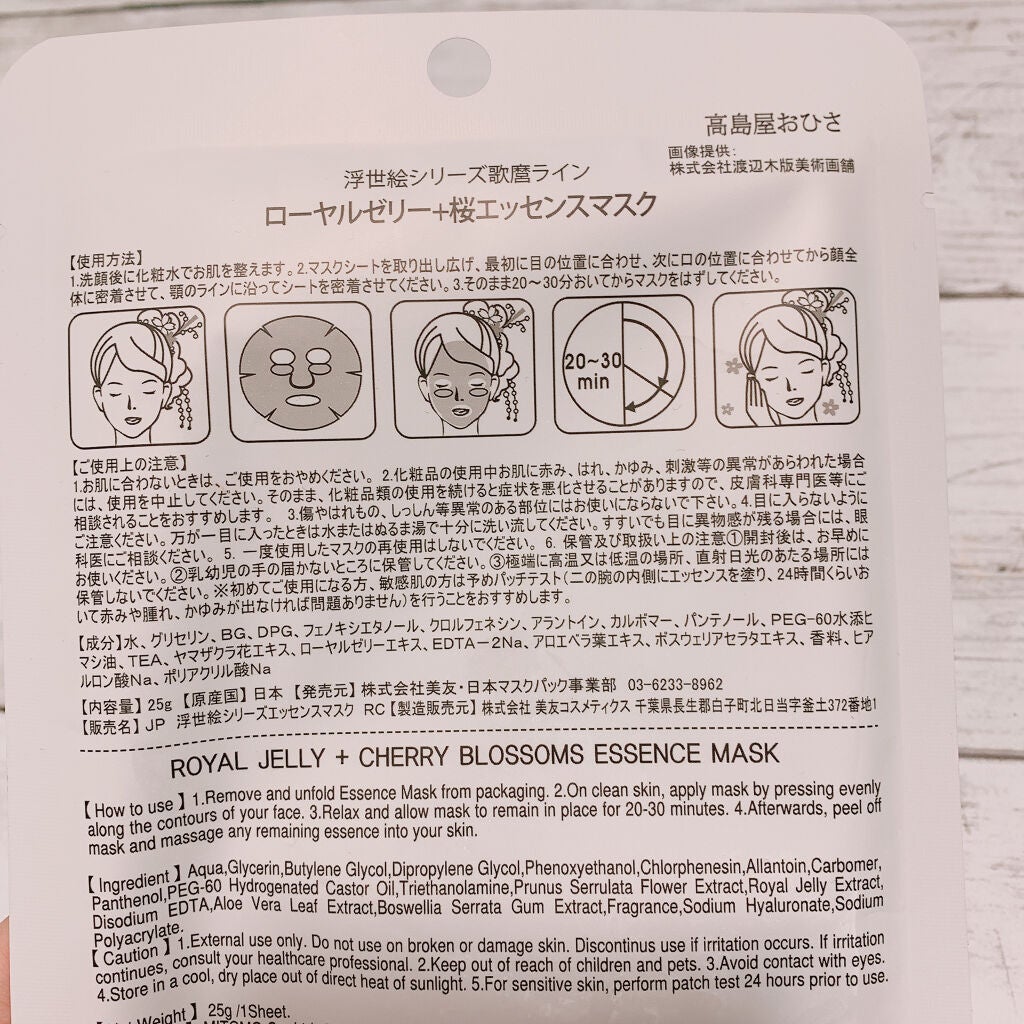 高島屋おひさ
画像提供:
株式会社渡辺木版美術画舗
浮世絵シリーズ歌麿ライン
ローヤルゼリー+桜エッセンスマスク
【使用方法】
1.洗顔後に化粧水でお肌を整えます。2.マスクシートを取り出し広げ、最初に目の位置に合わせ、次に口の位置に合わせてから顔全
体に密着させて、顎のラインに沿ってシートを密着させてください。3.そのまま20～30分おいてからマスクをはずしてください。
20~30
min
【ご使用上の注意】
1.お肌に合わないときは、ご使用をおやめください。 2.化粧品の使用中お肌に赤み、はれ、かゆみ、刺激等の異常があらわれた場合
には、使用を中止してください。そのまま、化粧品類の使用を続けると症状を悪化させることがありますので、皮膚科専門医等にご
相談されることをおすすめします。 3.傷やはれもの、しっしん等異常のある部位にはお使いにならないで下さい。4.目に入らないように
ご注意ください。万が一目に入ったときは水またはぬるま湯で十分に洗い流してください。すすいでも目に異物感が残る場合には、眼
科医にご相談ください。 5. 一度使用したマスクの再使用はしないでください。 6. 保管及び取扱い上の注意①開封後は、お早めに
お使いください。②乳幼児の手の届かないところに保管してください。③極端に高温又は低温の場所、直射日光のあたる場所には
保管しないでください。※初めてご使用になる方、敏感肌の方は予めパッチテスト(二の腕の内側にエッセンスを塗り、24時間くらいお
いて赤みや腫れ、かゆみが出なければ問題ありません)を行うことをおすすめします。
【成分】水、グリセリン、BG、DPG、フェノキシエタノール、クロルフェネシン、アラントイン、カルボマー、パンテノール、PEG-60水添ヒ
マシ油、TEA、ヤマザクラ花エキス、ローヤルゼリーエキス、EDTA－2Na、アロエベラ葉エキス、ボスウェリアセラタエキス、香料、ヒア
ルロン酸Na、ポリアクリル酸Na
【内容量】25g【原産国】日本【発売元】株式会社美友・日本マスクパック事業部 03-6233-8962
【販売名】JP 浮世絵シリーズエッセンスマスク RC【製造販売元】株式会社 美友コスメティクス 千葉県長生郡白子町北日当字釜土372番地1
ROYAL JELLY + CHERRY BLOSSOMS ESSENCE MASK
【How to use】1.Remove and unfold Essence Mask from packaging. 2.On clean skin, apply mask by pressing evenly
along the contours of your face. 3.Relax and allow mask to remain in place for 20-30 minutes. 4.Afterwards, peel off
mask and massage any remaining essence into your skin.
【Ingredient】Aqua,Glycerin,Butylene Glycol,Dipropylene Glycol,Phenoxyethanol,Chlorphenesin,Allantoin,Carbomer,
Panthenol,PEG-60 Hydrogenated Castor Oil,Triethanolamine,Prunus Serrulata Flower Extract,Royal Jelly Extract,
Disodium EDTA,Aloe Vera Leaf Extract,Boswellia Serrata Gum Extract,Fragrance,Sodium Hyaluronate,Sodium
Polyacrylate.
【Caution】1.External use only. Do not use on broken or damage skin. Discontinus use if irritation occurs. If irritation
continues, consult your healthcare professional. 2.Keep out of reach of children and pets. 3.Avoid contact with eyes.
4.Store in a cool, dry place out of direct heat of sunlight. 5.For sensitive skin, perform patch test 24 hours prior to use.
Weight】25g /1Sheet.